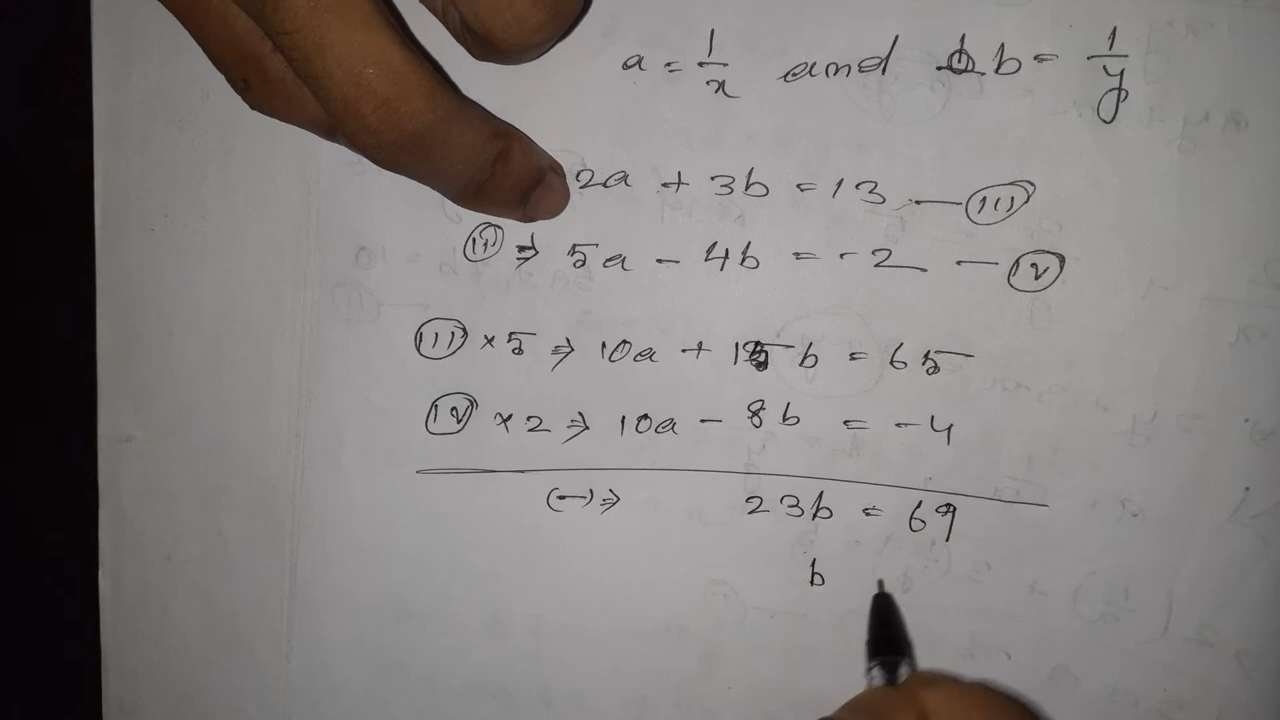 a = 1/x and b = 1/y
2a + 3b = 13 — (III)
(II) ⇒ 5a - 4b = -2 — (IV)
(III) × 5 ⇒ 10a + 15b = 65
(IV) × 2 ⇒ 10a - 8b = -4
(-) ⇒ 23b = 69
b